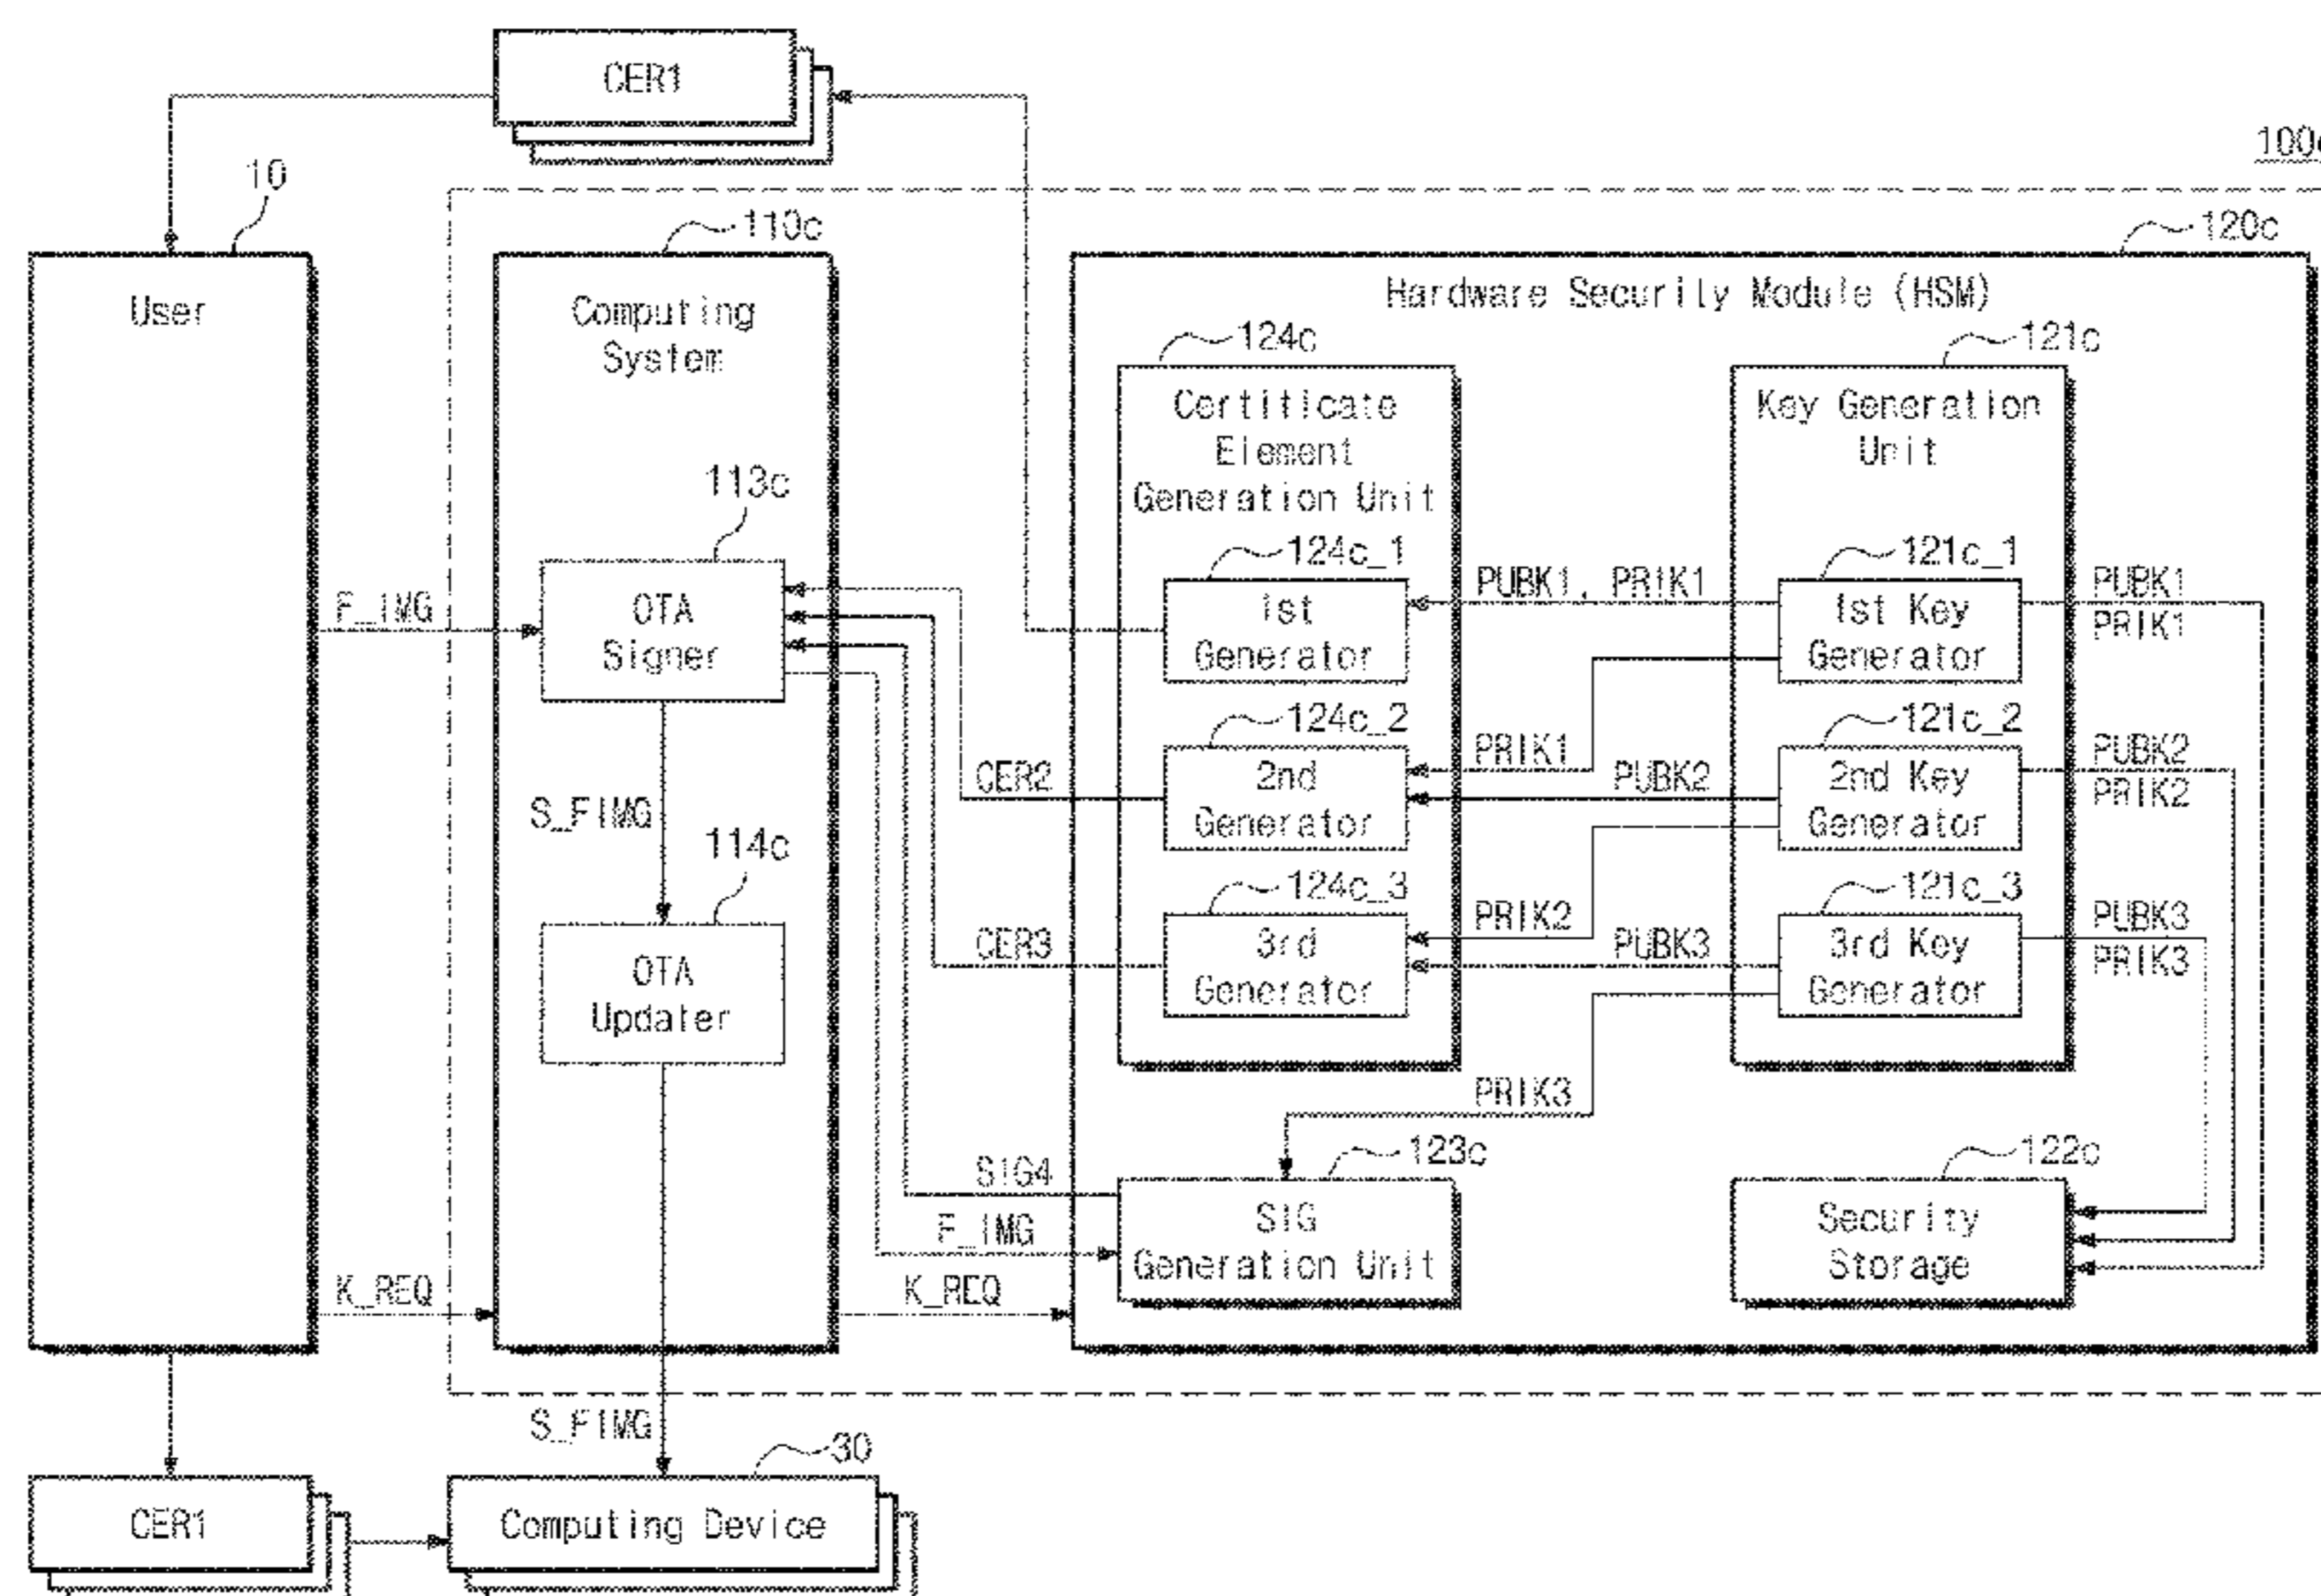 CER1
100c
10
110c
120c
User
Computing
System
Hardware Security Module (HSM)
124c
121c
Certificate
Element
Generation Unit
Key Generation
Unit
113c
124c_1
121c_1
F_IMG
OTA
Signer
1st
Generator
PUBK1, PRIK1
1st Key
Generator
PUBK1
PRIK1
124c_2
121c_2
PRIK1
CER2
2nd
Generator
PUBK2
2nd Key
Generator
PUBK2
PRIK2
S_FIMG
114c
124c_3
121c_3
PRIK2
OTA
Updater
CER3
3rd
Generator
PUBK3
3rd Key
Generator
PUBK3
PRIK3
PRIK3
123c
122c
SIG4
F_IMG
SIG
Generation Unit
Security
Storage
K_REQ
K_REQ
S_FIMG
30
CER1
Computing Device